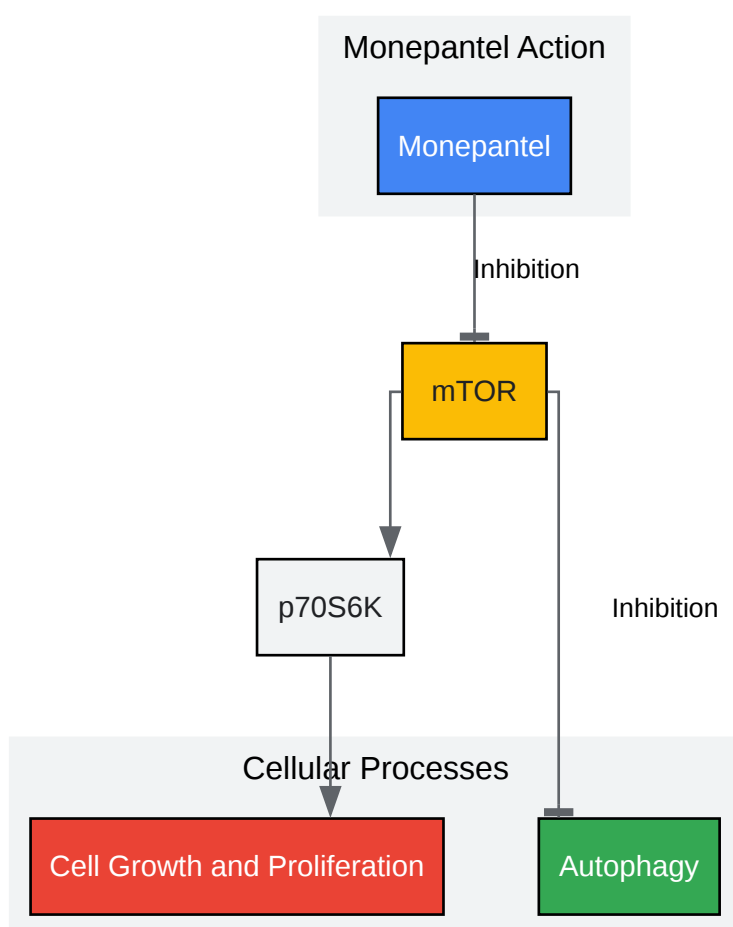 Monepantel Action
Monepantel
Inhibition
mTOR
p70S6K
Inhibition
Cellular Processes
Cell Growth and Proliferation
Autophagy